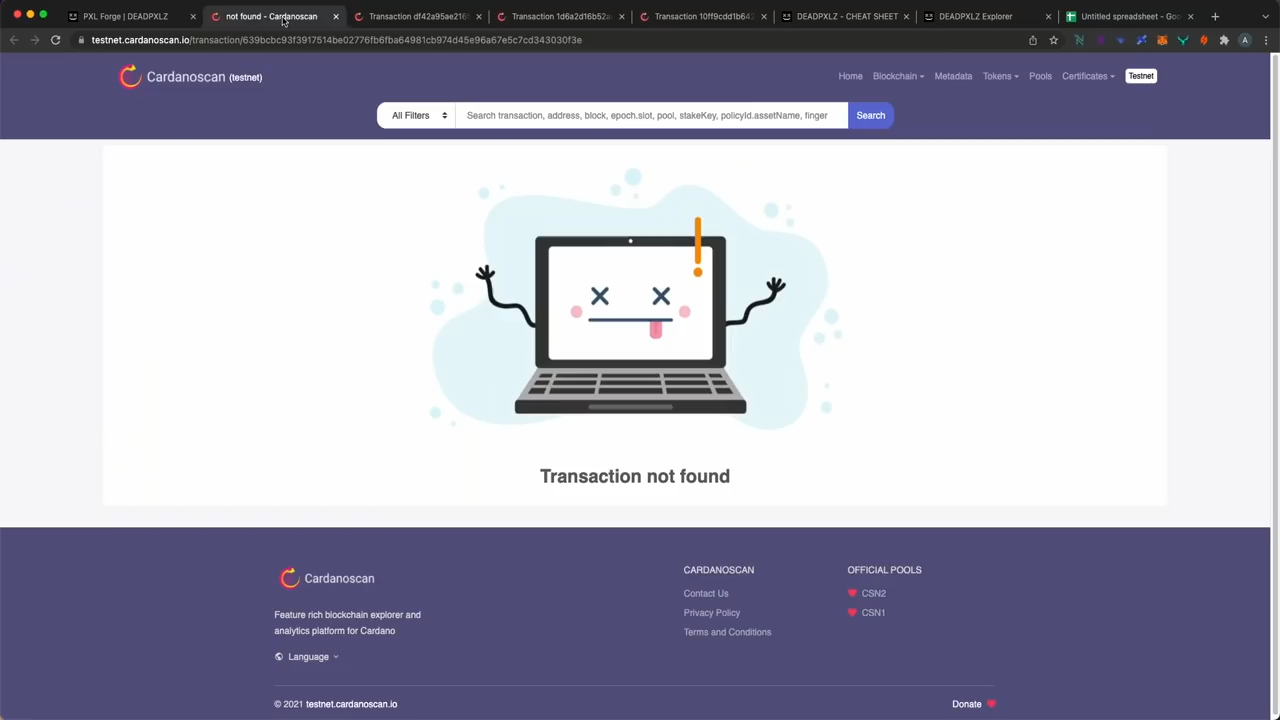 PXL Forge | DEADPXLZ
not found - Cardanoscan
Transaction df42a95ae216
Transaction 1d6a2d16b52a
Transaction 10ff9cdd1b64
DEADPXLZ - CHEAT SHEET
DEADPXLZ Explorer
Untitled spreadsheet - Goo
testnet.cardanoscan.io/transaction/639bcbc93f3917514be02776fb6fba64981cb974d45e96a67e5c7cd343030f3e
Cardanoscan (testnet)
Home
Blockchain
Metadata
Tokens
Pools
Certificates
Testnet
All Filters
Search transaction, address, block, epoch.slot, pool, stakeKey, policyId.assetName, finger
Search
Transaction not found
Cardanoscan
Feature rich blockchain explorer and
analytics platform for Cardano
Language
CARDANOSCAN
Contact Us
Privacy Policy
Terms and Conditions
OFFICIAL POOLS
CSN2
CSN1
© 2021 testnet.cardanoscan.io
Donate